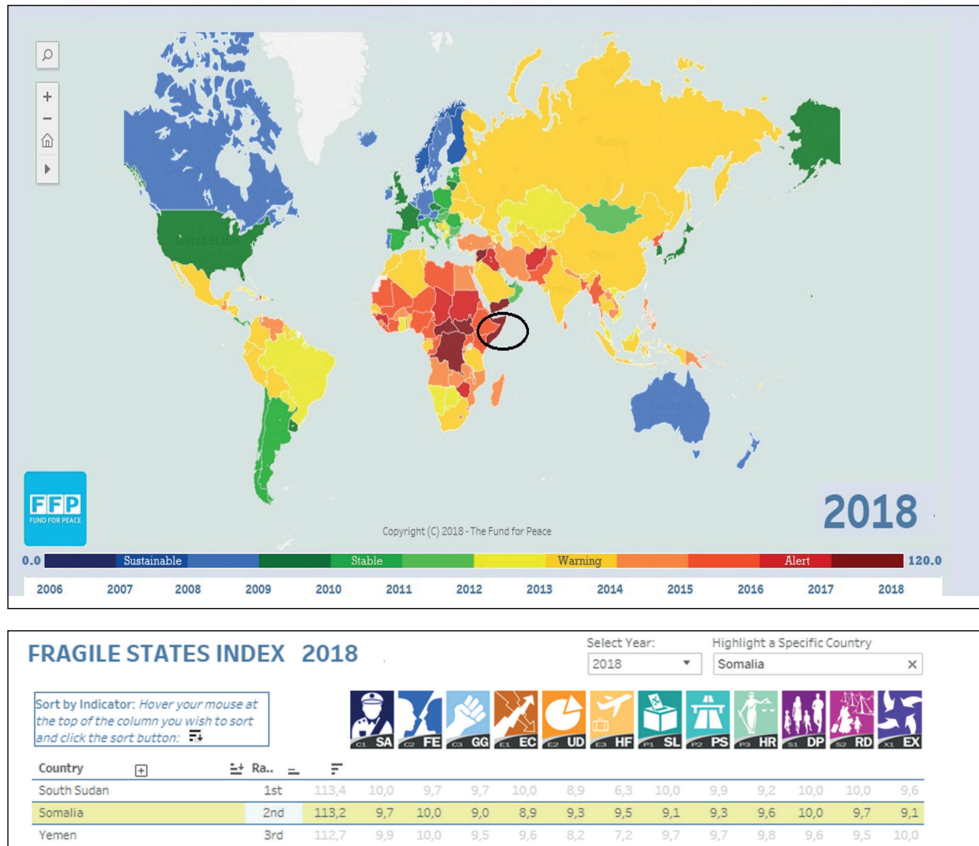 Russia
United States
China
India
Australia
FFP
FUND FOR PEACE
2018
Copyright (C) 2018 - The Fund for Peace
0.0 Sustainable Stable Warning Alert 120.0
2006 2007 2008 2009 2010 2011 2012 2013 2014 2015 2016 2017 2018
FRAGILE STATES INDEX 2018
Select Year:
Highlight a Specific Country
2018
Somalia
Sort by Indicator: Hover your mouse at
the top of the column you wish to sort
and click the sort button:
C1 SA C2 FE C3 GG E1 EC E2 UD E3 HF P1 SL P2 PS P3 HR S1 DP S2 RD X1 EX
Country Ra..
South Sudan 1st 113,4 10,0 9,7 9,7 10,0 8,9 6,3 10,0 9,9 9,2 10,0 10,0 9,6
Somalia 2nd 113,2 9,7 10,0 9,0 8,9 9,3 9,5 9,1 9,3 9,6 10,0 9,7 9,1
Yemen 3rd 112,7 9,9 10,0 9,5 9,6 8,2 7,2 9,7 9,7 9,8 9,6 9,5 10,0